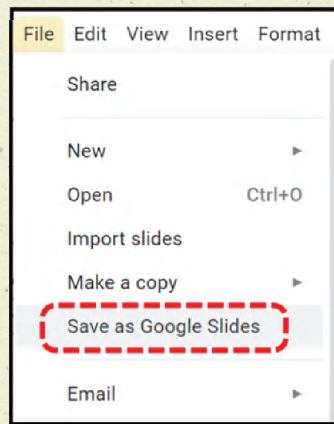 File Edit View Insert Format
Share
New ►
Open Ctrl+O
Import slides
Make a copy ►
Save as Google Slides
Email ►